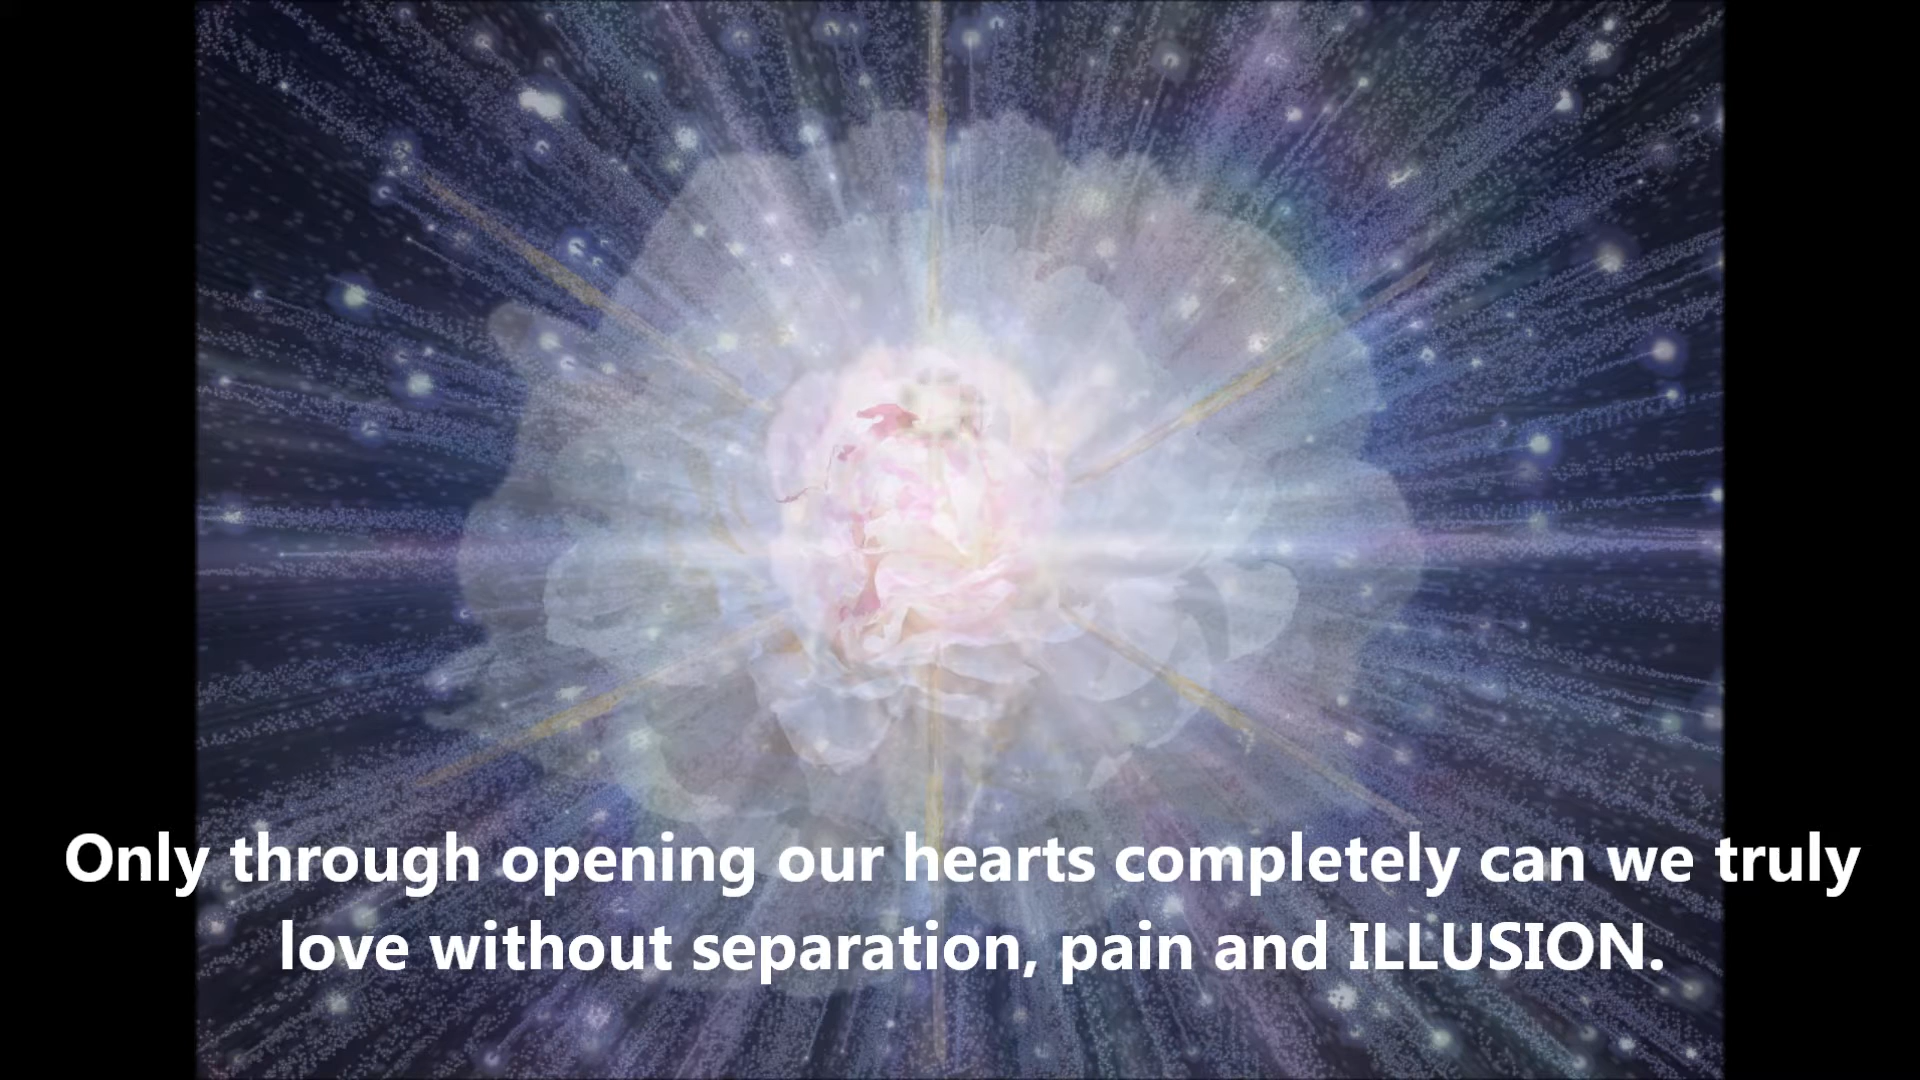 Only through opening our hearts completely can we truly
love without separation, pain and ILLUSION.